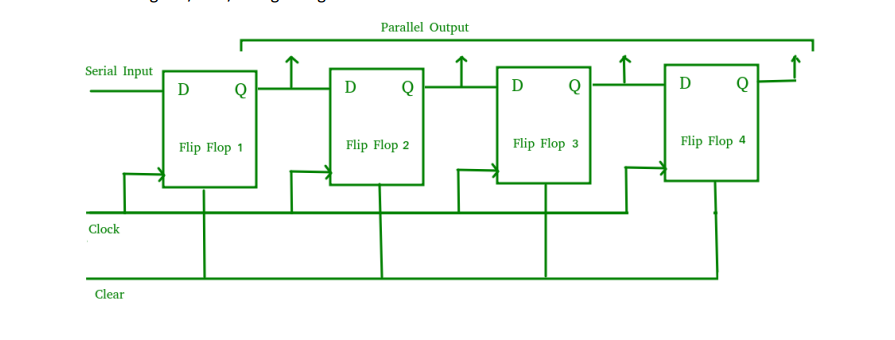 Parallel Output
Serial Input
D Q D Q D Q D Q
Flip Flop 1 Flip Flop 2 Flip Flop 3 Flip Flop 4
Clock
Clear